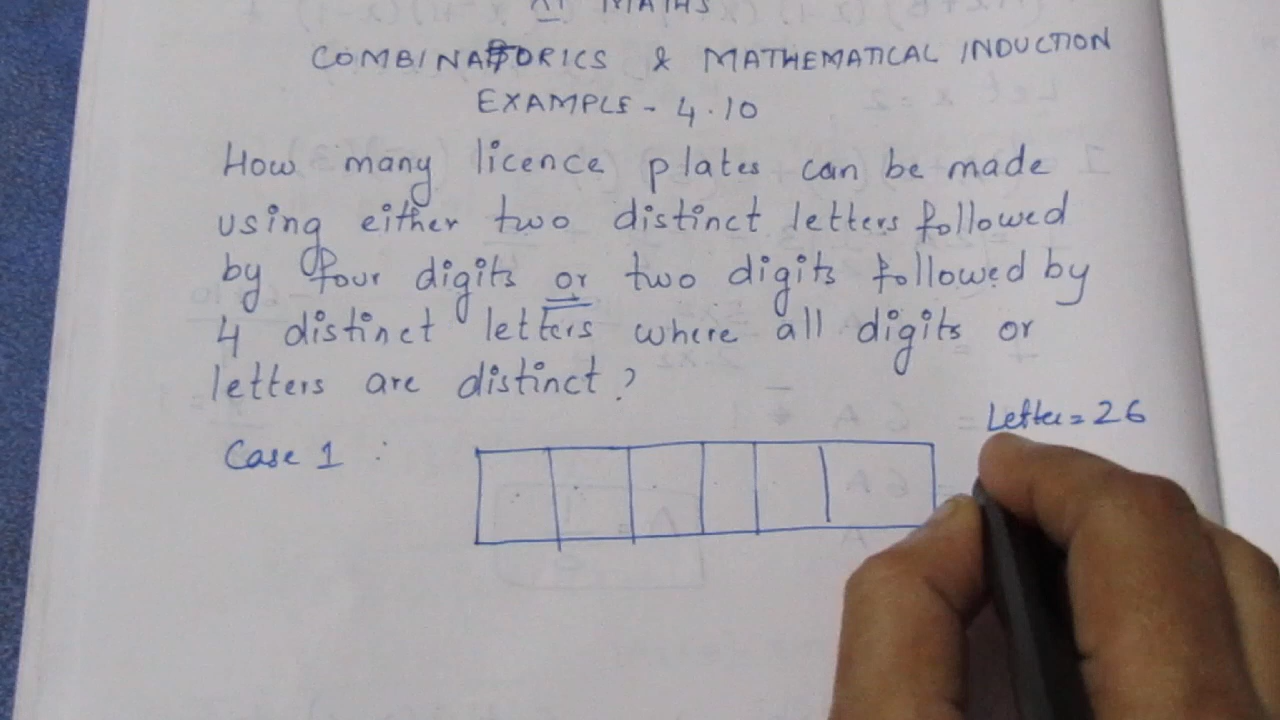 XI MATHS
COMBINATORICS & MATHEMATICAL INDUCTION
EXAMPLE - 4.10
How many licence plates can be made
using either two distinct letters followed
by four digits or two digits followed by
4 distinct letters where all digits or
letters are distinct?
Letter = 26
Case 1 :